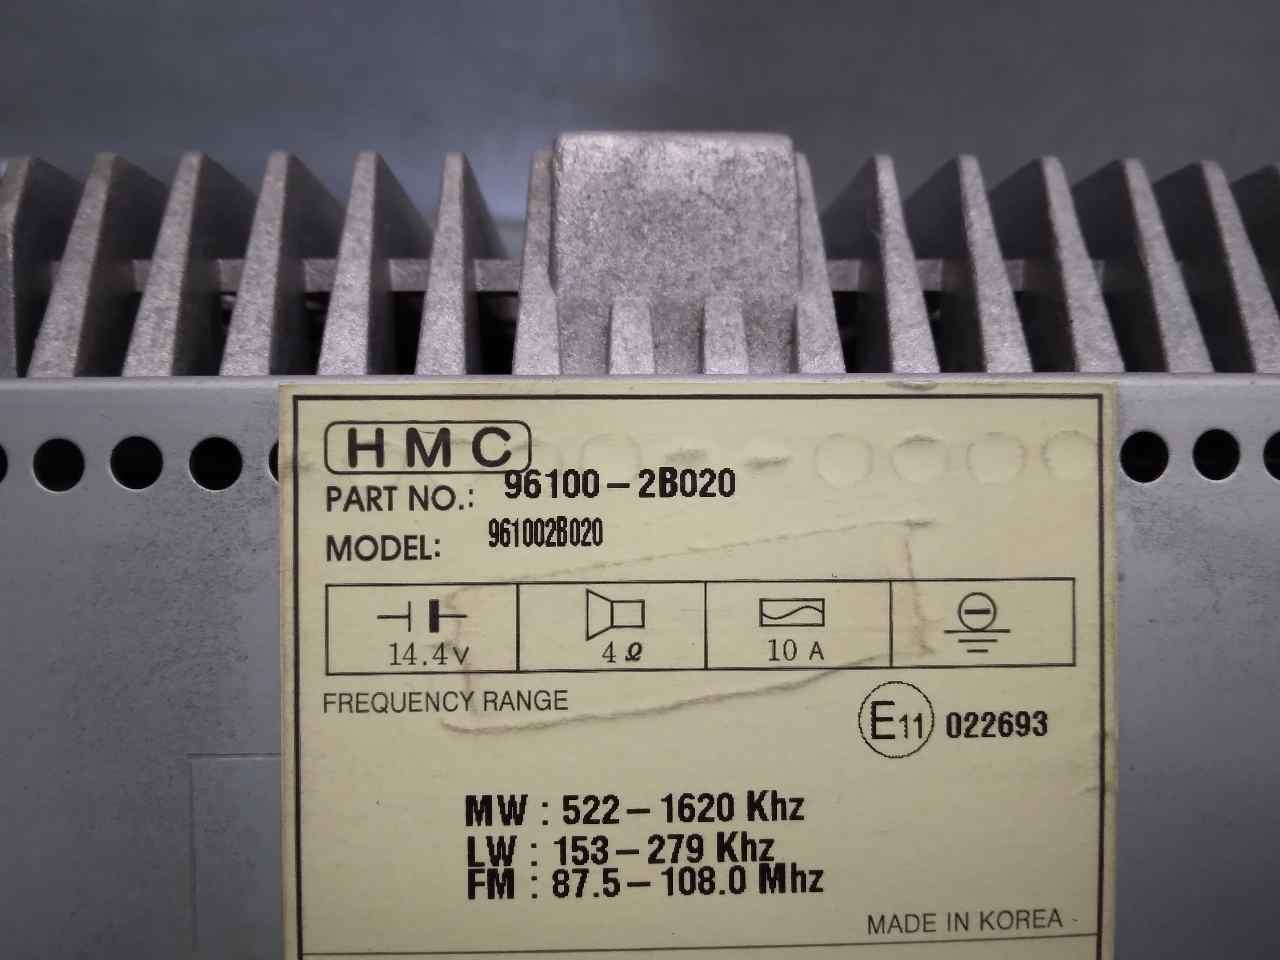 HMC
PART NO.: 96100-2B020
MODEL: 961002B020
14.4V 4Ω 10 A
FREQUENCY RANGE
E11 022693
MW : 522-1620 Khz
LW : 153-279 Khz
FM : 87.5-108.0 Mhz
MADE IN KOREA